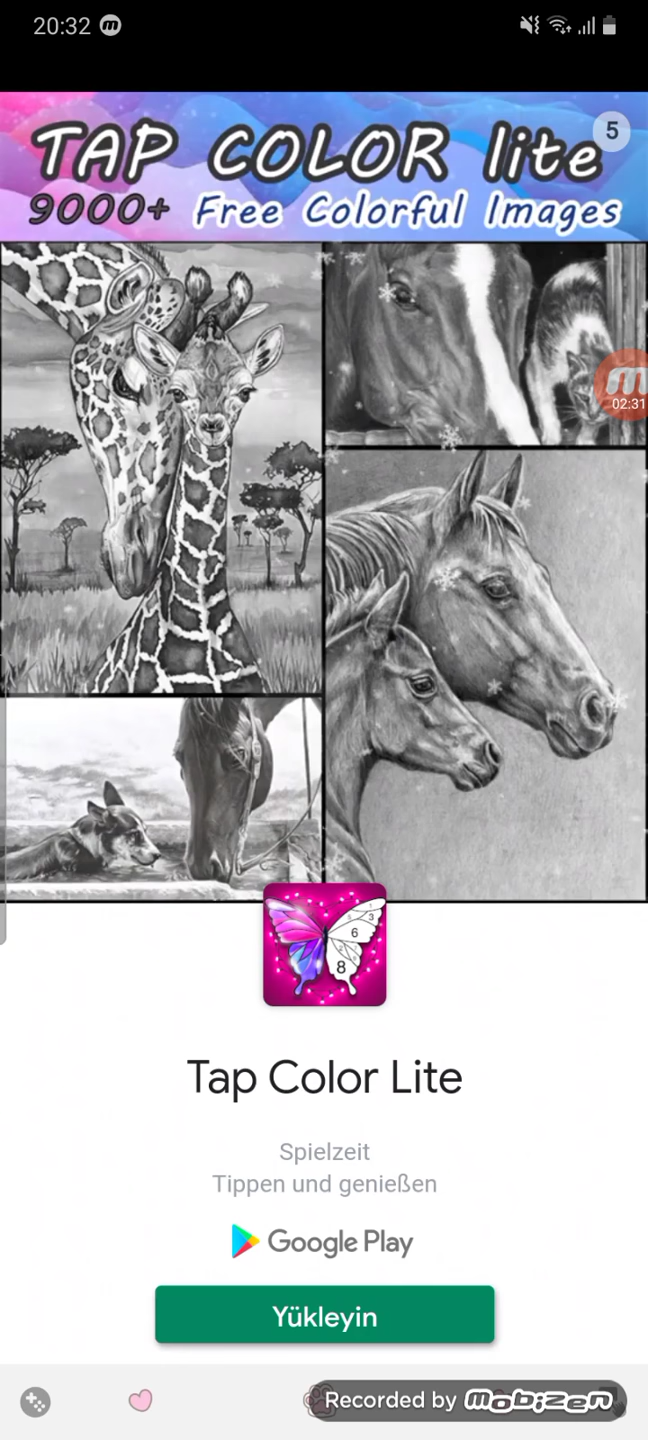 20:32
TAP COLOR lite
5
9000+ Free Colorful Images
02:31
6
3
8
Tap Color Lite
Spielzeit
Tippen und genießen
Google Play
Yükleyin
Recorded by mobizen